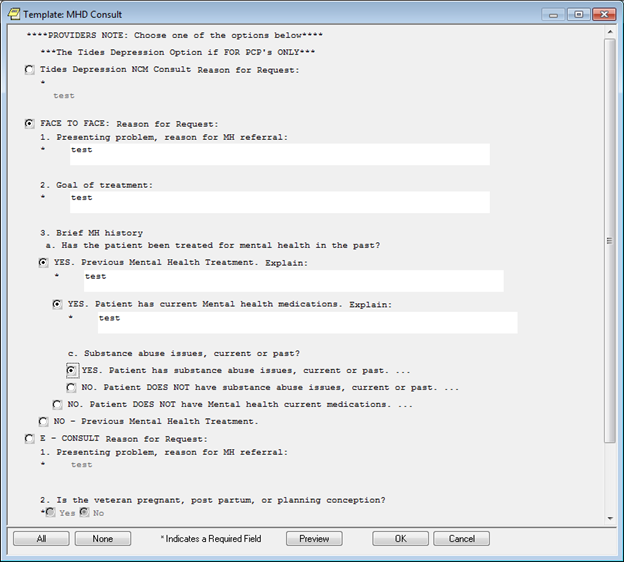 Template: MHD Consult
****PROVIDERS NOTE: Choose one of the options below****
***The Tides Depression Option if FOR PCP's ONLY***
Tides Depression NCM Consult Reason for Request:
*
test
FACE TO FACE: Reason for Request:
1. Presenting problem, reason for MH referral:
* test
2. Goal of treatment:
* test
3. Brief MH history
a. Has the patient been treated for mental health in the past?
YES. Previous Mental Health Treatment. Explain:
* test
YES. Patient has current Mental health medications. Explain:
* test
c. Substance abuse issues, current or past?
YES. Patient has substance abuse issues, current or past. ...
NO. Patient DOES NOT have substance abuse issues, current or past. ...
NO. Patient DOES NOT have Mental health current medications. ...
NO - Previous Mental Health Treatment.
E - CONSULT Reason for Request:
1. Presenting problem, reason for MH referral:
* test
2. Is the veteran pregnant, post partum, or planning conception?
* Yes No
All None * Indicates a Required Field Preview OK Cancel